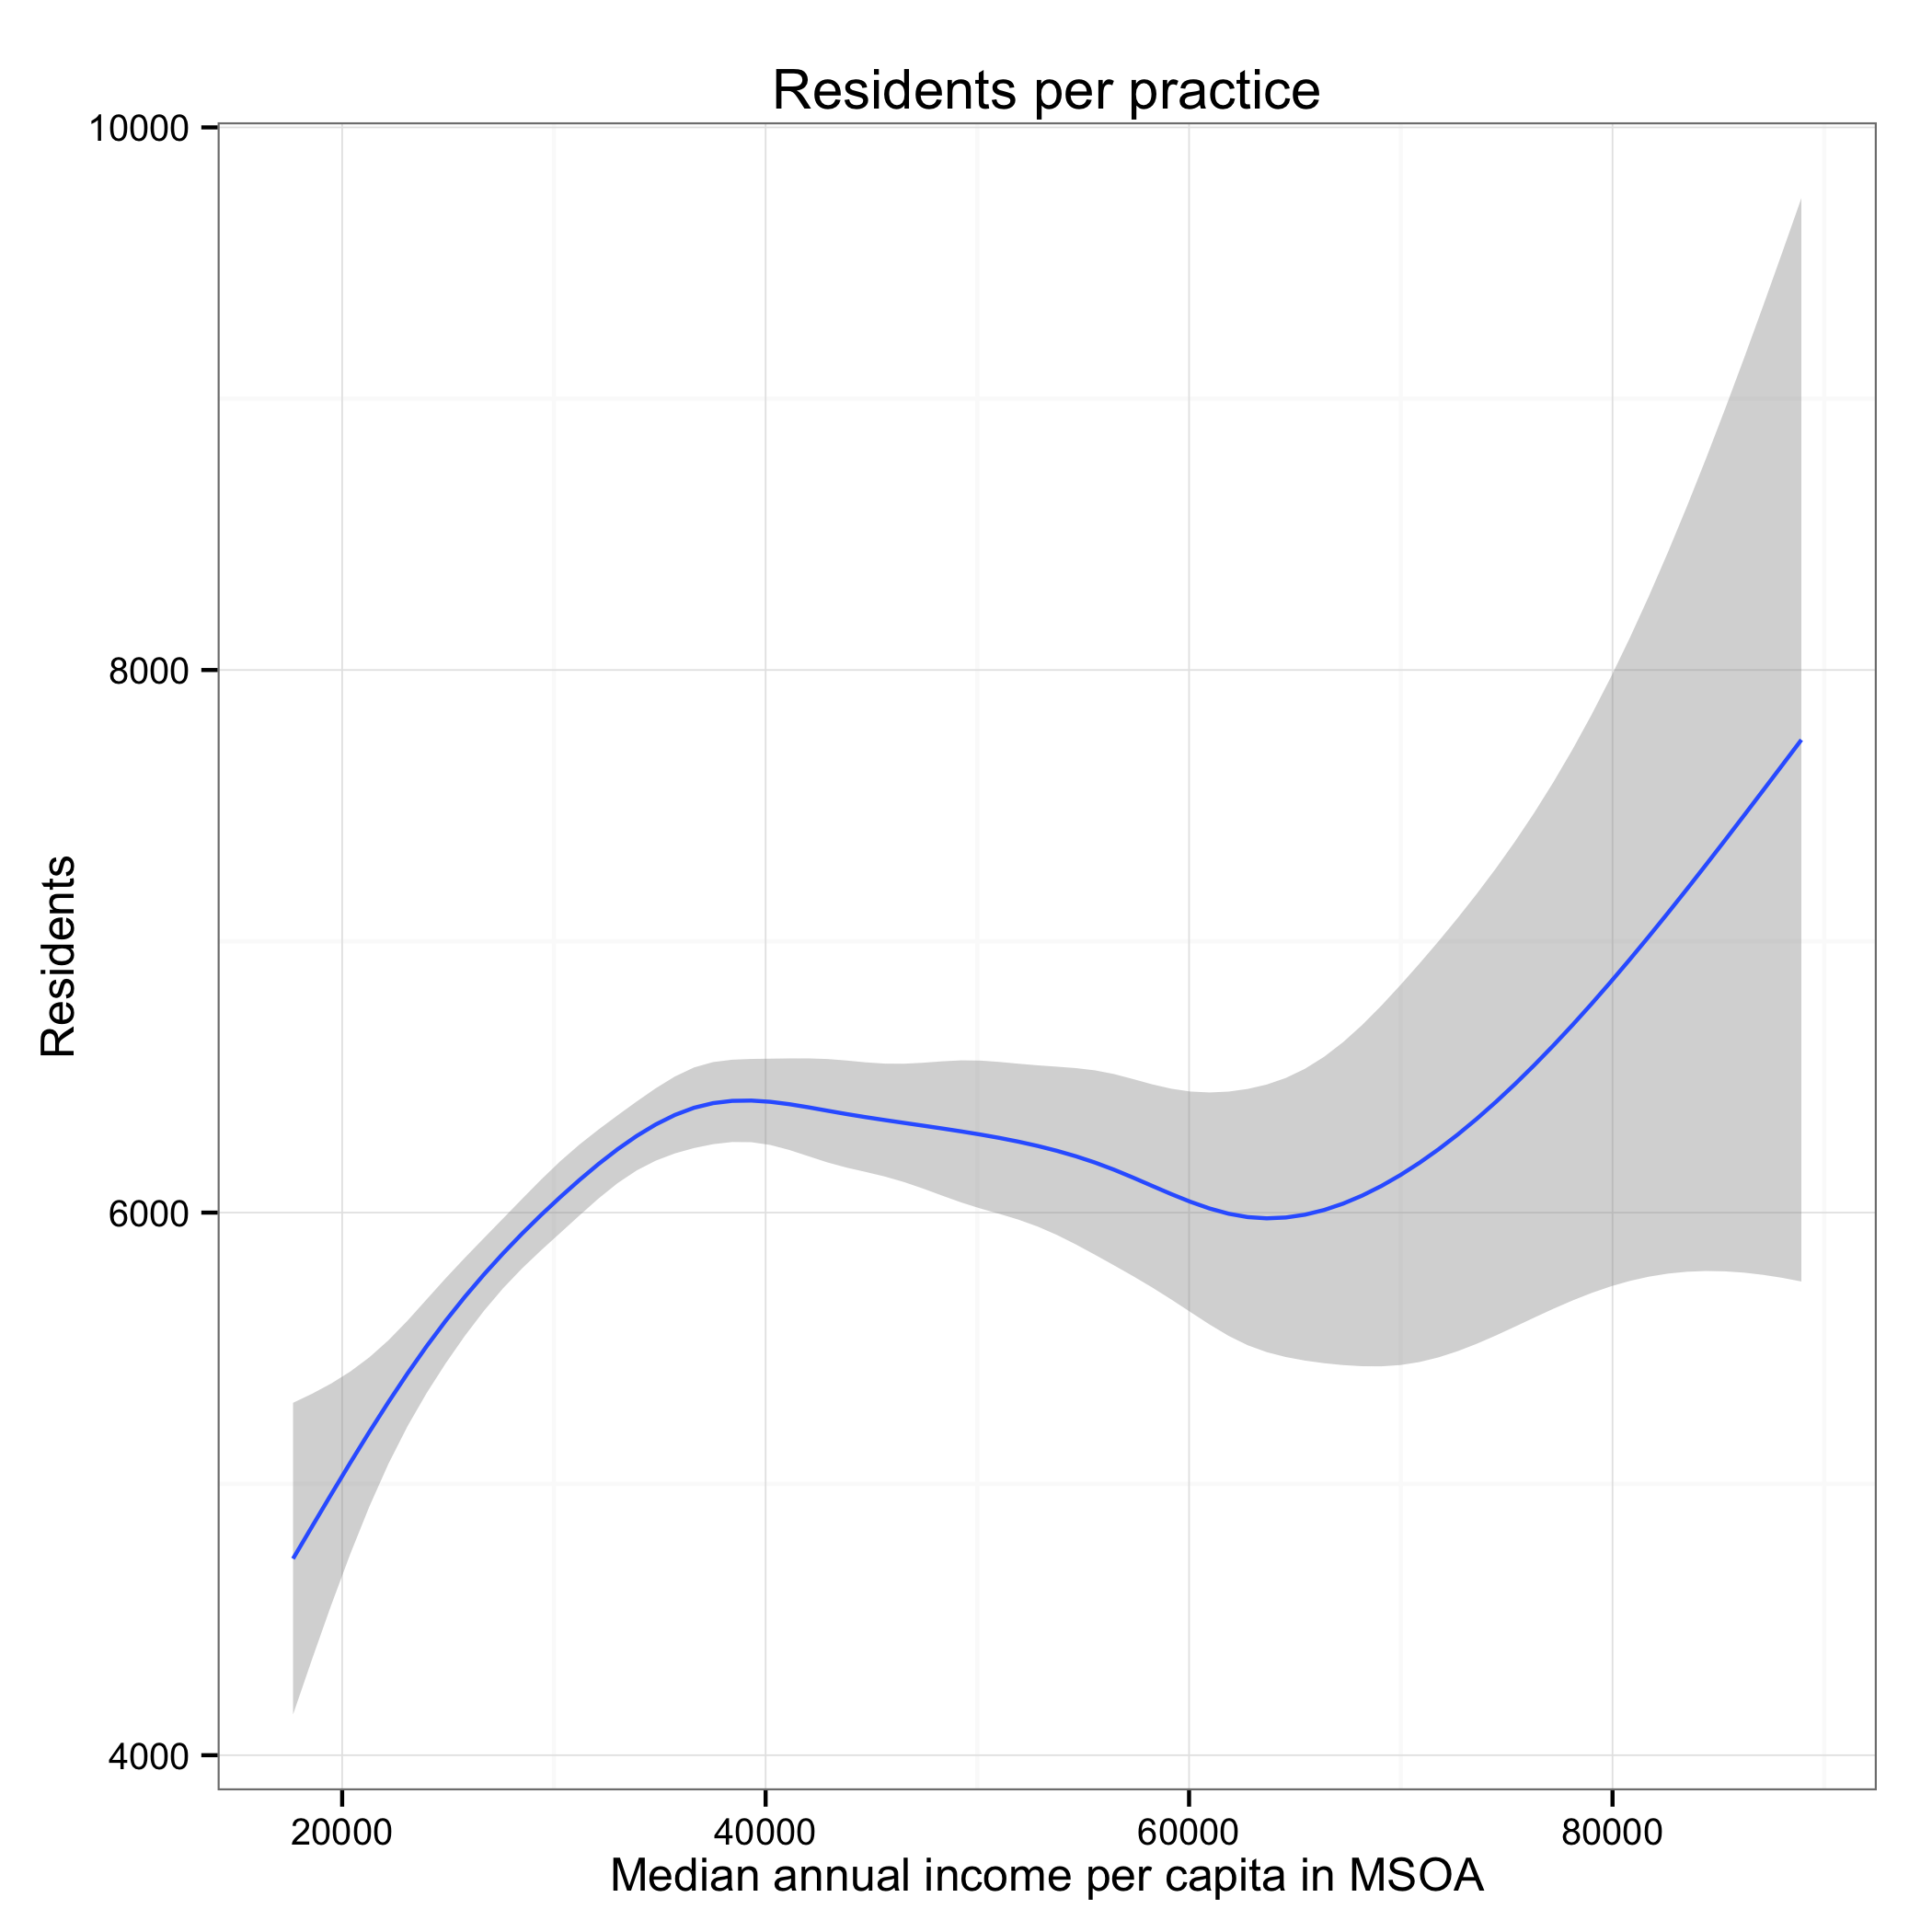 Residents per practice
10000
8000
6000
4000
Residents
20000 40000 60000 80000
Median annual income per capita in MSOA